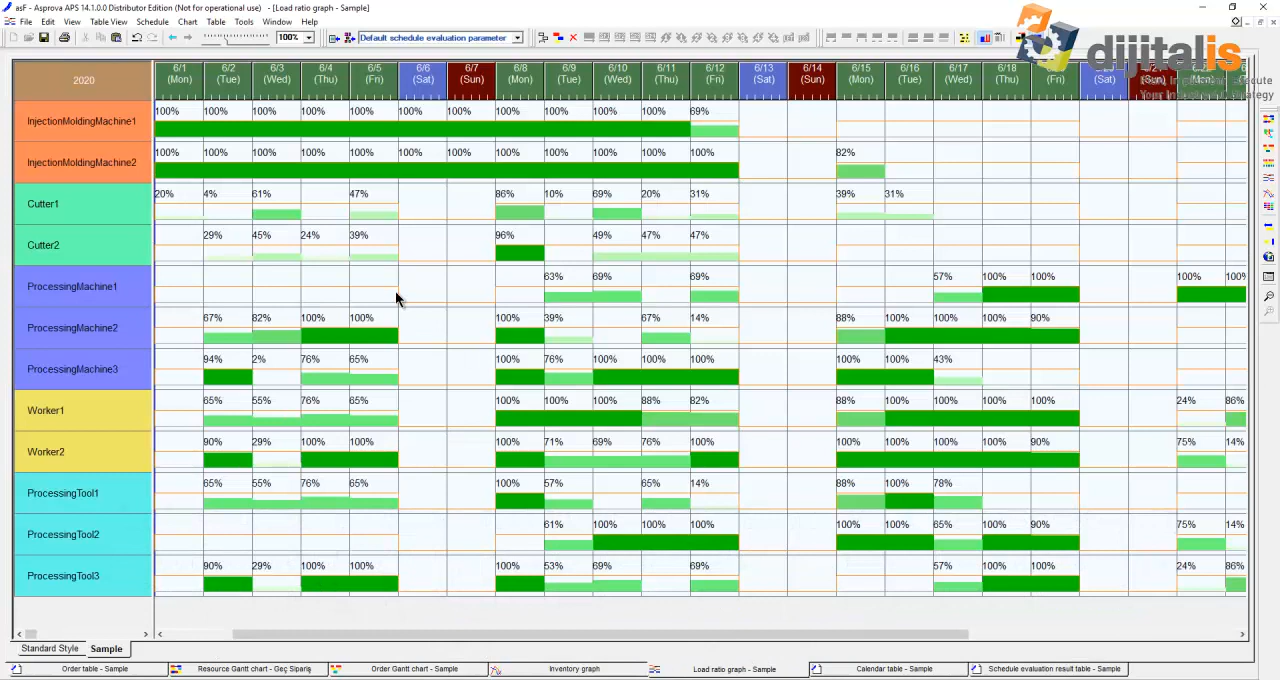 asF - Asprova APS 14.1.0.0 Distributor Edition (Not for operational use) - [Load ratio graph - Sample]
File Edit View Table View Schedule Chart Table Tools Window Help
100% Default schedule evaluation parameter
dijitalis
Your In
2020 6/1 (Mon) 6/2 (Tue) 6/3 (Wed) 6/4 (Thu) 6/5 (Fri) 6/6 (Sat) 6/7 (Sun) 6/8 (Mon) 6/9 (Tue) 6/10 (Wed) 6/11 (Thu) 6/12 (Fri) 6/13 (Sat) 6/14 (Sun) 6/15 (Mon) 6/16 (Tue) 6/17 (Wed) 6/18 (Thu) (Fri) (Sat) (Sun) (Mon)
InjectionMoldingMachine1 100% 100% 100% 100% 100% 100% 100% 100% 100% 100% 100% 69%
InjectionMoldingMachine2 100% 100% 100% 100% 100% 100% 100% 100% 100% 100% 100% 100% 82%
Cutter1 20% 4% 61% 47% 86% 10% 69% 20% 31% 39% 31%
Cutter2 29% 45% 24% 39% 96% 49% 47% 47%
ProcessingMachine1 63% 69% 69% 57% 100% 100% 100% 100%
ProcessingMachine2 67% 82% 100% 100% 100% 39% 67% 14% 88% 100% 100% 100% 90%
ProcessingMachine3 94% 2% 76% 65% 100% 76% 100% 100% 100% 100% 100% 43%
Worker1 65% 55% 76% 65% 100% 100% 100% 88% 82% 88% 100% 100% 100% 100% 24% 86%
Worker2 90% 29% 100% 100% 100% 71% 69% 76% 100% 100% 100% 100% 100% 90% 75% 14%
ProcessingTool1 65% 55% 76% 65% 100% 57% 65% 14% 88% 100% 78%
ProcessingTool2 61% 100% 100% 100% 100% 100% 65% 100% 90% 75% 14%
ProcessingTool3 90% 29% 100% 100% 100% 53% 69% 69% 57% 100% 100% 24% 86%
Standard Style Sample
Order table - Sample Resource Gantt chart - Geç Sipariş Order Gantt chart - Sample Inventory graph Load ratio graph - Sample Calendar table - Sample Schedule evaluation result table - Sample